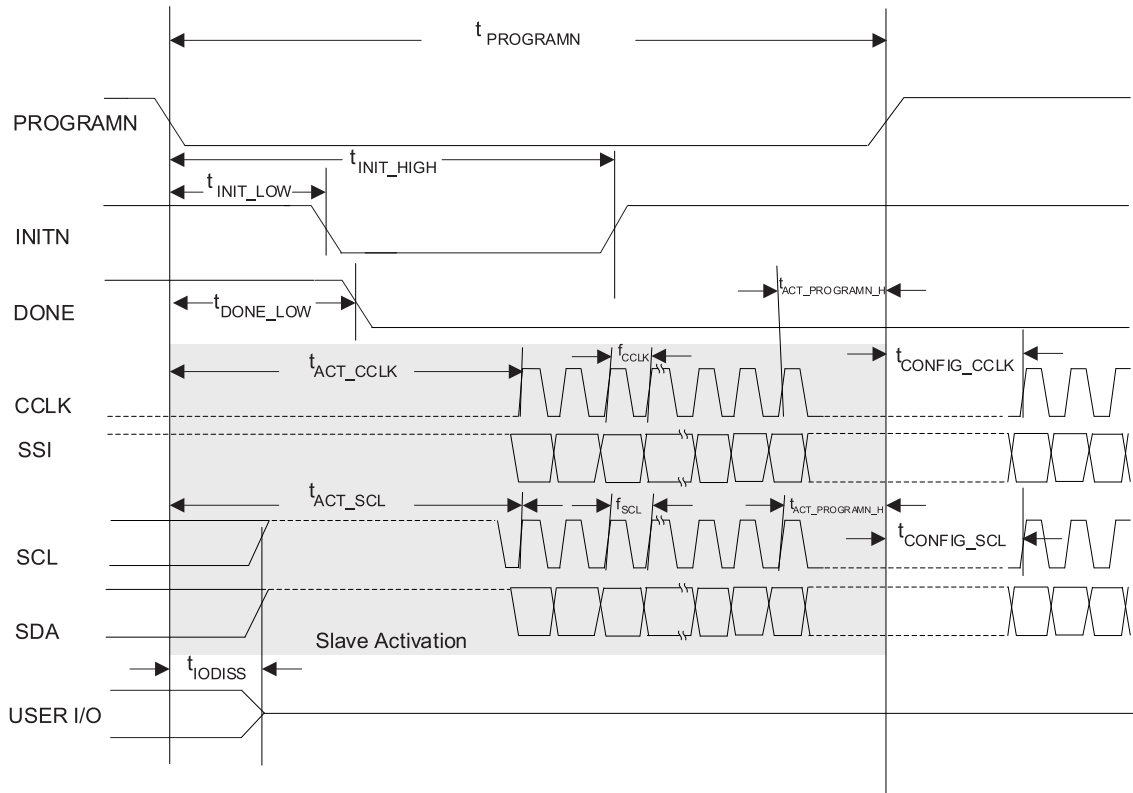 t PROGRAMN
PROGRAMN
t INIT_HIGH
t INIT_LOW
INITN
t ACT_PROGRAMN_H
t DONE_LOW
DONE
f CCLK
t ACT_CCLK
t CONFIG_CCLK
CCLK
SSI
t ACT_SCL
f SCL
t ACT_PROGRAMN_H
t CONFIG_SCL
SCL
SDA
Slave Activation
t IODISS
USER I/O